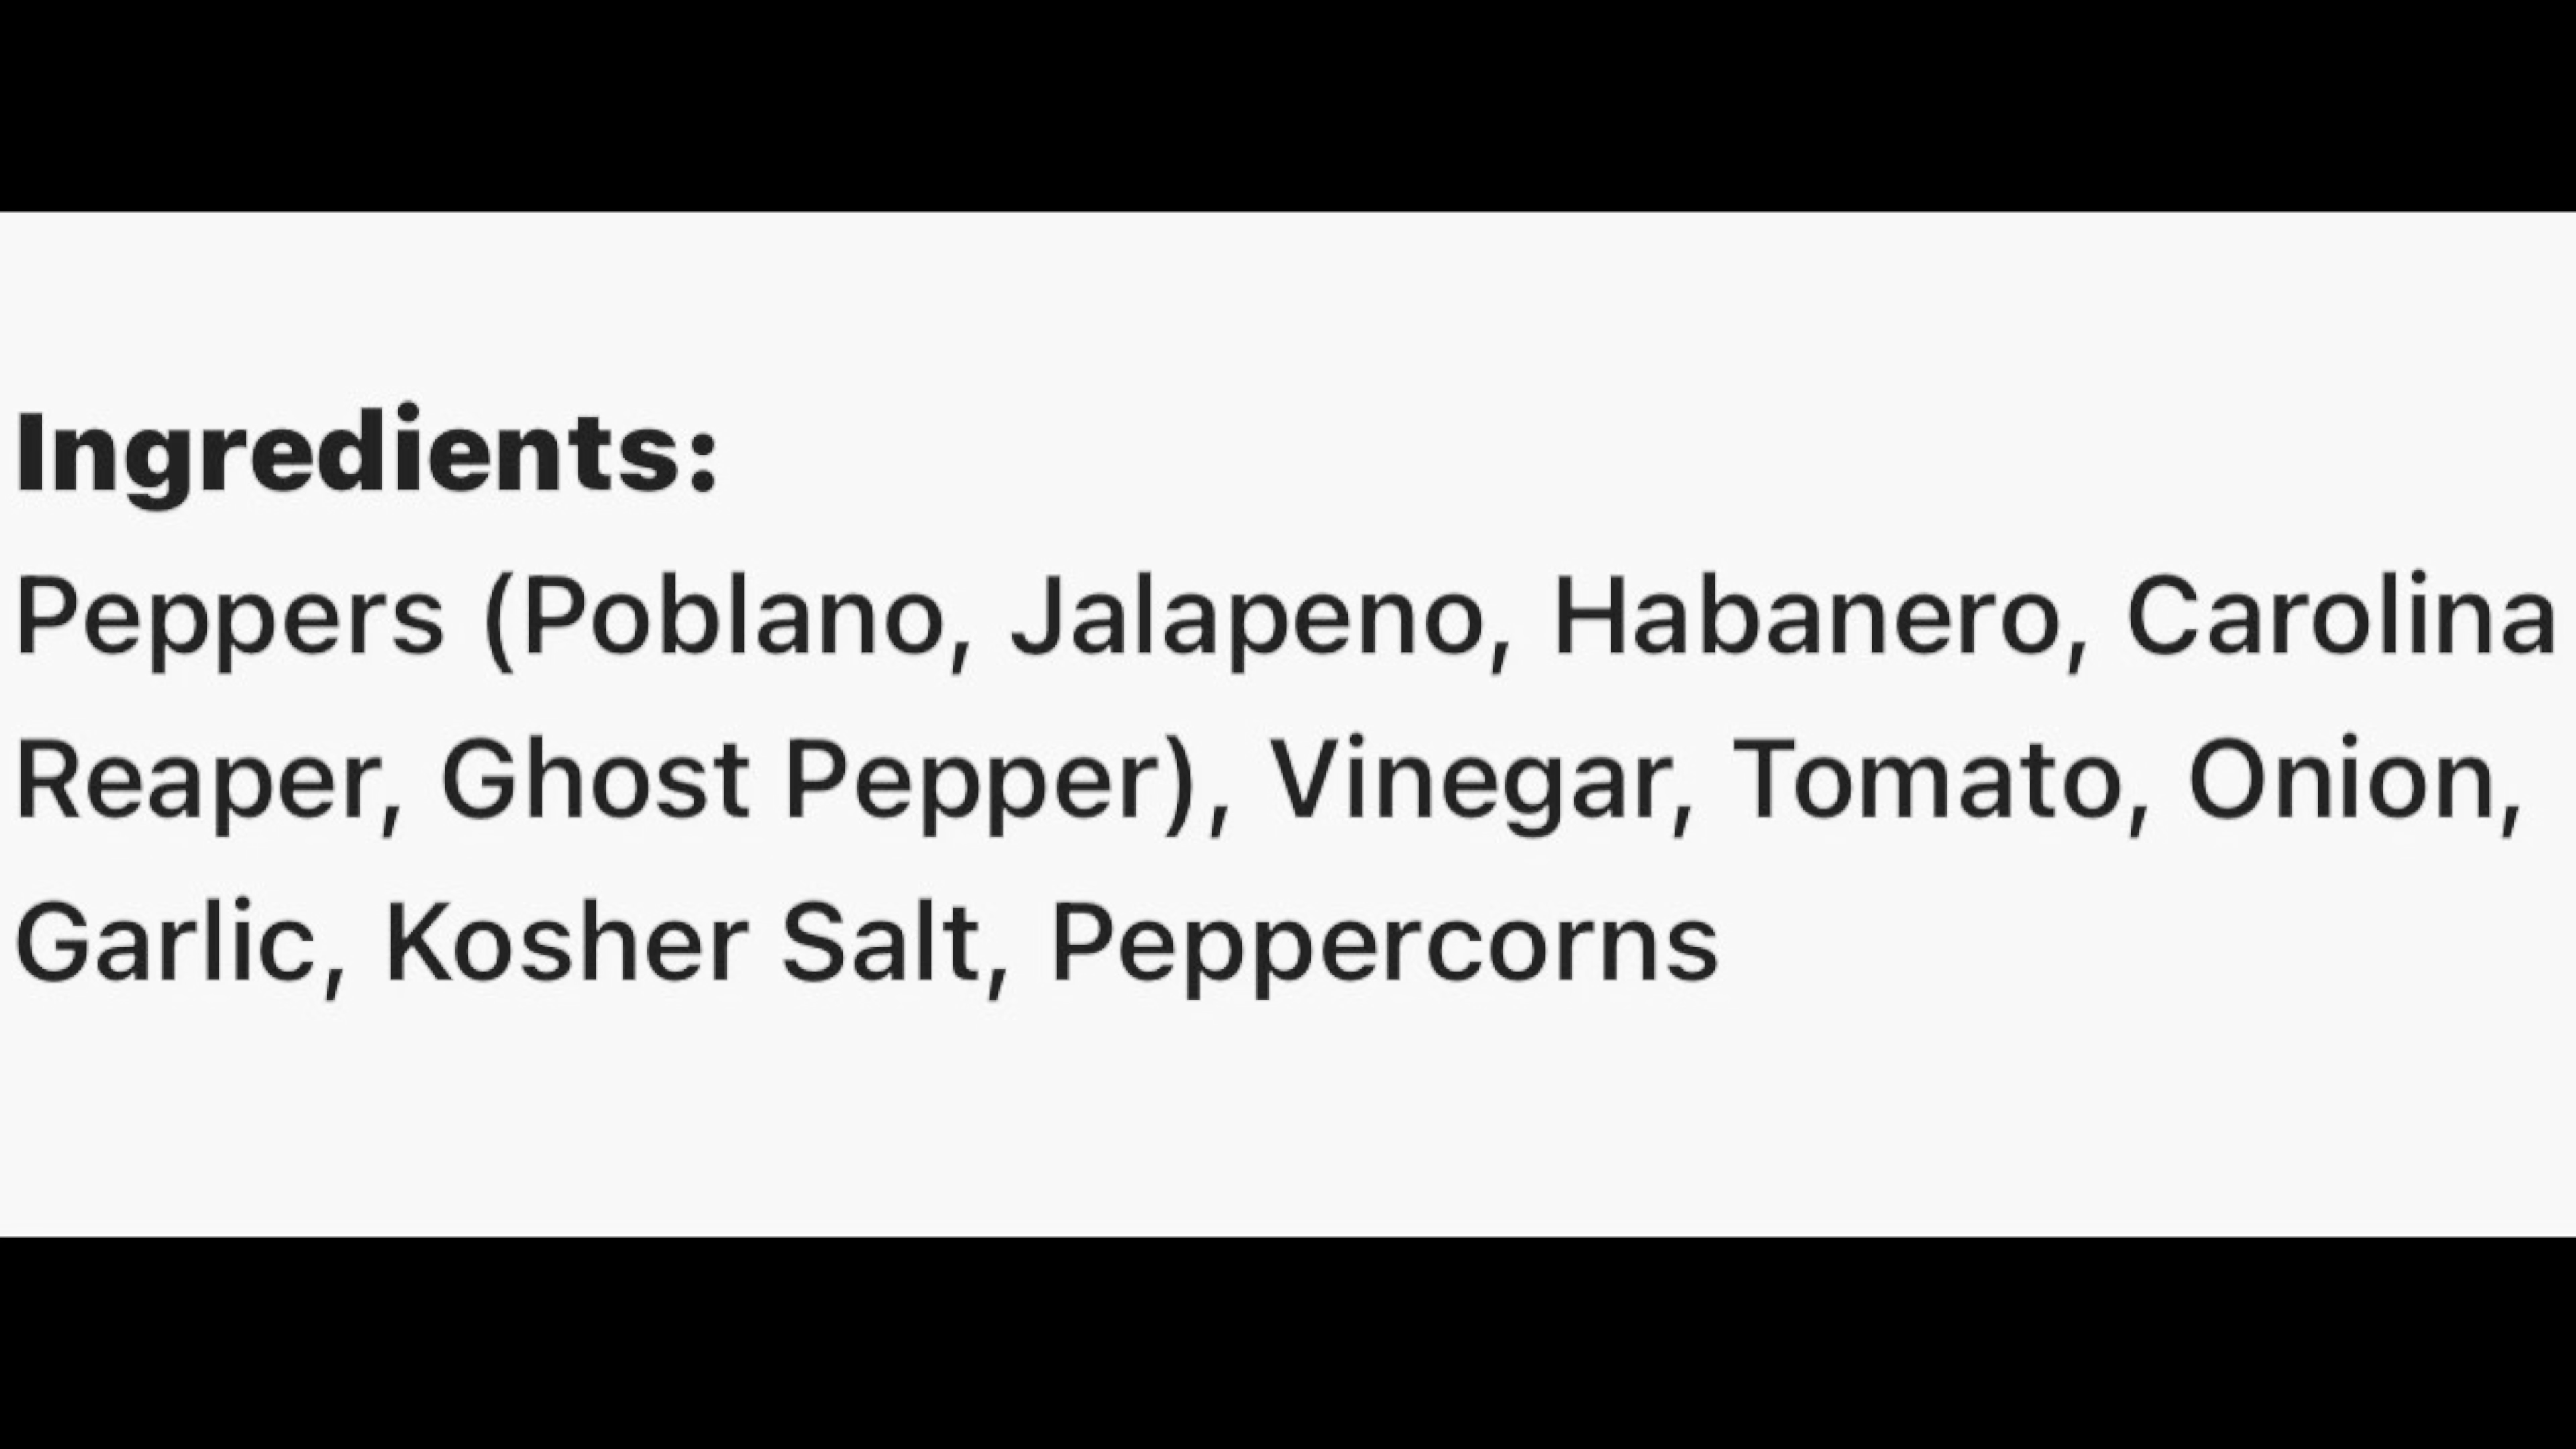 Ingredients:
Peppers (Poblano, Jalapeno, Habanero, Carolina
Reaper, Ghost Pepper), Vinegar, Tomato, Onion,
Garlic, Kosher Salt, Peppercorns